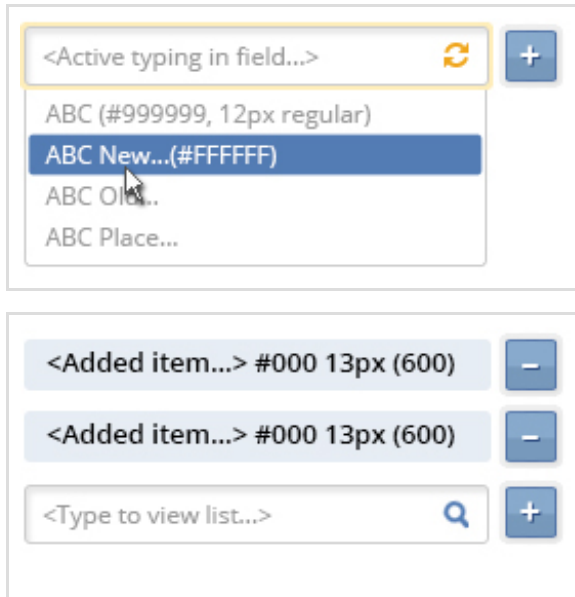 <Active typing in field...>
+
ABC (#999999, 12px regular)
ABC New...(#FFFFFF)
ABC Old...
ABC Place...
<Added item...> #000 13px (600)
-
<Added item...> #000 13px (600)
-
<Type to view list...>
+